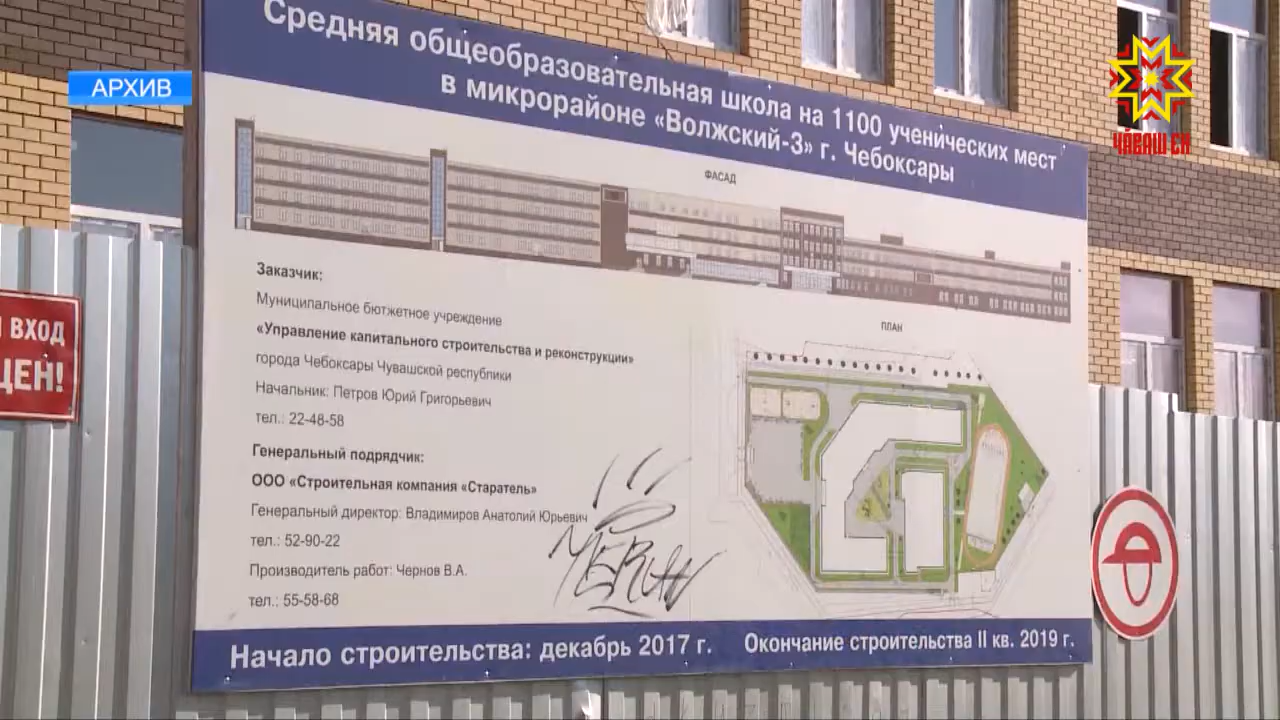 АРХИВ
ЧӐВАШ ЕН
Средняя общеобразовательная школа на 1100 ученических мест
в микрорайоне «Волжский-3» г. Чебоксары
ФАСАД
Заказчик:
Муниципальное бютжетное учреждение
«Управление капитального строительства и реконструкции»
города Чебоксары Чувашской республики
Начальник: Петров Юрий Григорьевич
тел.: 22-48-58
Генеральный подрядчик:
ООО «Строительная компания «Старатель»
Генеральный директор: Владимиров Анатолий Юрьевич
тел.: 52-90-22
Производитель работ: Чернов В.А.
тел.: 55-58-68
ПЛАН
Начало строительства: декабрь 2017 г. Окончание строительства II кв. 2019 г.
ВХОД
ЩЕН!